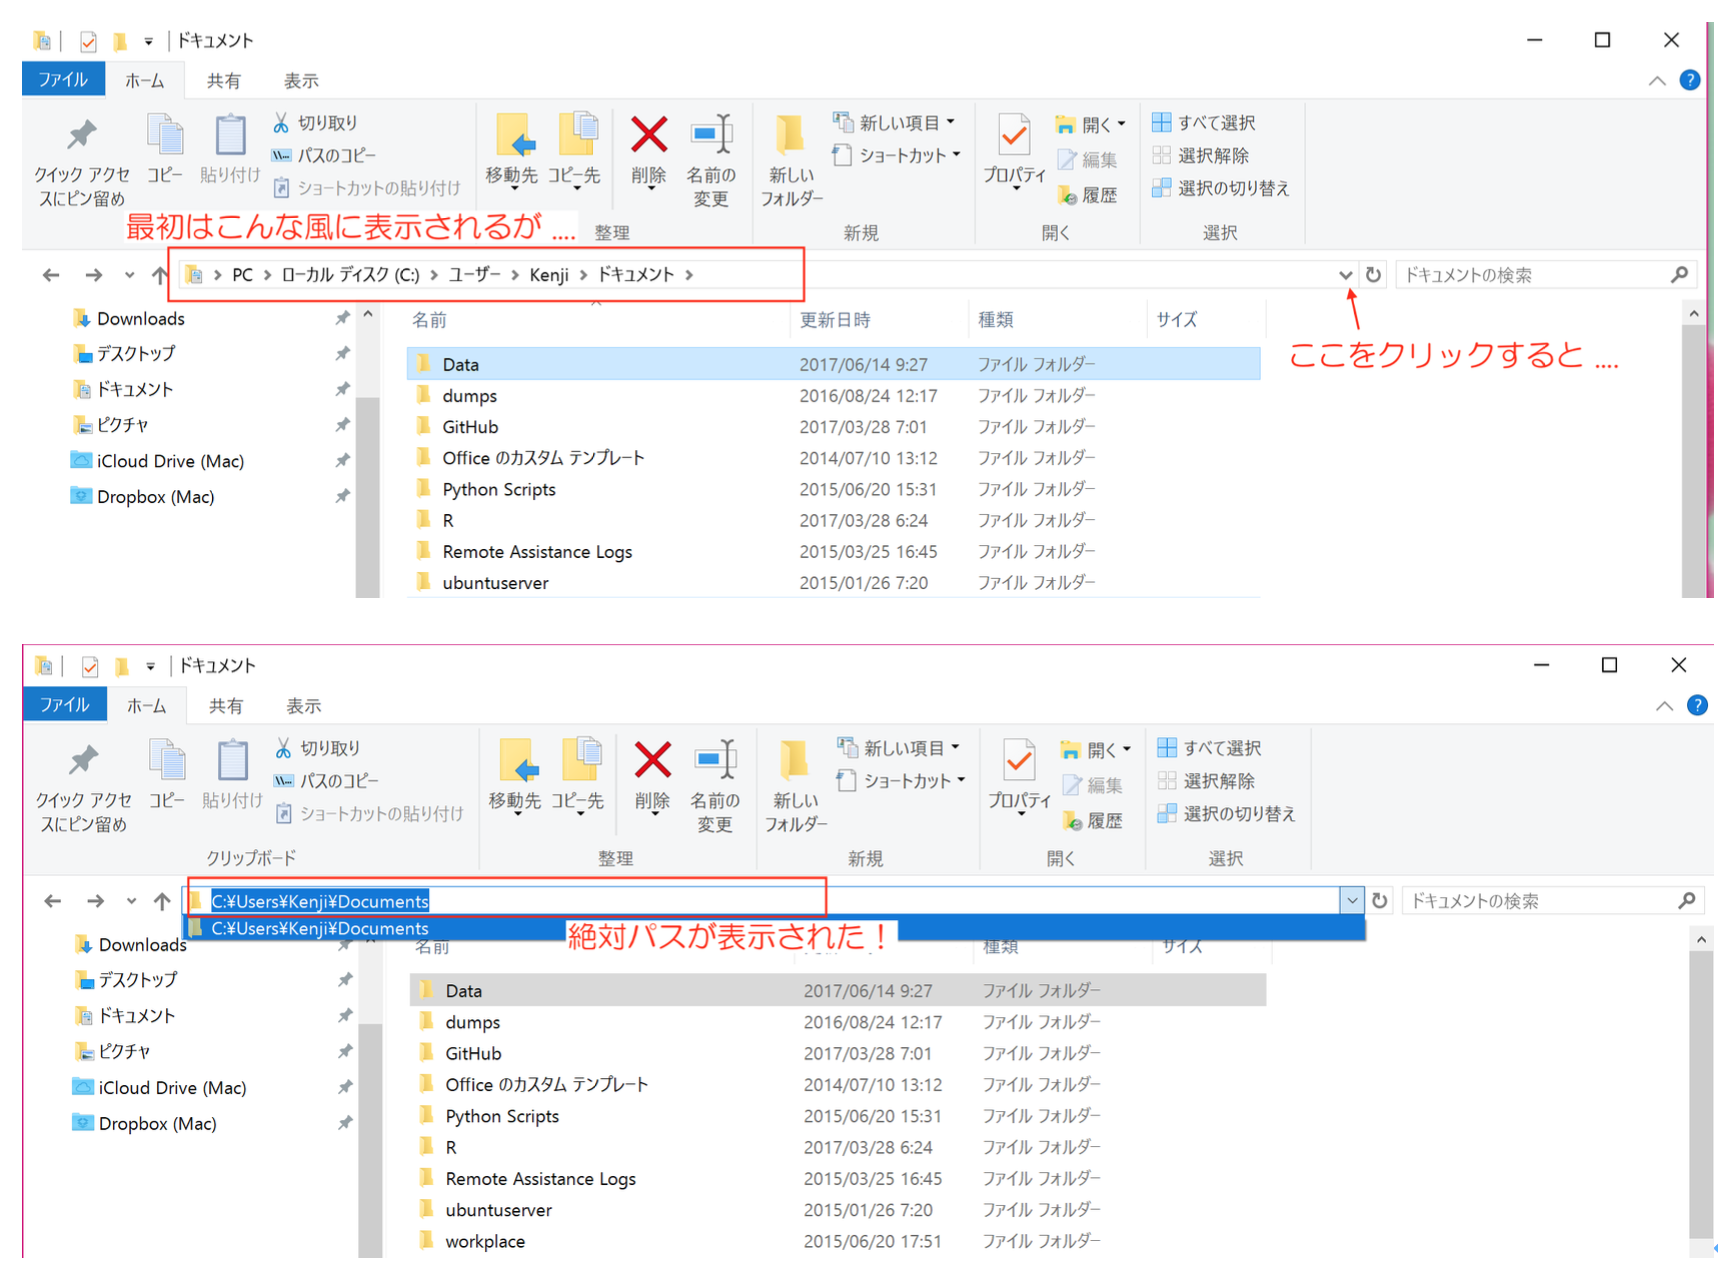 ドキュメント
ファイル ホーム 共有 表示
クイック アクセスにピン留め コピー 貼り付け
切り取り
パスのコピー
ショートカットの貼り付け
移動先 コピー先 削除 名前の変更
新しいフォルダー
新しい項目
ショートカット
プロパティ
開く
編集
履歴
すべて選択
選択解除
選択の切り替え
最初はこんな風に表示されるが ....
整理 新規 開く 選択
PC > ローカル ディスク (C:) > ユーザー > Kenji > ドキュメント >
ドキュメントの検索
ここをクリックすると ....
Downloads
デスクトップ
ドキュメント
ピクチャ
iCloud Drive (Mac)
Dropbox (Mac)
名前 更新日時 種類 サイズ
Data 2017/06/14 9:27 ファイル フォルダー
dumps 2016/08/24 12:17 ファイル フォルダー
GitHub 2017/03/28 7:01 ファイル フォルダー
Office のカスタム テンプレート 2014/07/10 13:12 ファイル フォルダー
Python Scripts 2015/06/20 15:31 ファイル フォルダー
R 2017/03/28 6:24 ファイル フォルダー
Remote Assistance Logs 2015/03/25 16:45 ファイル フォルダー
ubuntuserver 2015/01/26 7:20 ファイル フォルダー
ドキュメント
ファイル ホーム 共有 表示
クイック アクセスにピン留め コピー 貼り付け
切り取り
パスのコピー
ショートカットの貼り付け
移動先 コピー先 削除 名前の変更
新しいフォルダー
新しい項目
ショートカット
プロパティ
開く
編集
履歴
すべて選択
選択解除
選択の切り替え
クリップボード 整理 新規 開く 選択
C:¥Users¥Kenji¥Documents
ドキュメントの検索
C:¥Users¥Kenji¥Documents
絶対パスが表示された！
Downloads
デスクトップ
ドキュメント
ピクチャ
iCloud Drive (Mac)
Dropbox (Mac)
名前 種類 サイズ
Data 2017/06/14 9:27 ファイル フォルダー
dumps 2016/08/24 12:17 ファイル フォルダー
GitHub 2017/03/28 7:01 ファイル フォルダー
Office のカスタム テンプレート 2014/07/10 13:12 ファイル フォルダー
Python Scripts 2015/06/20 15:31 ファイル フォルダー
R 2017/03/28 6:24 ファイル フォルダー
Remote Assistance Logs 2015/03/25 16:45 ファイル フォルダー
ubuntuserver 2015/01/26 7:20 ファイル フォルダー
workplace 2015/06/20 17:51 ファイル フォルダー